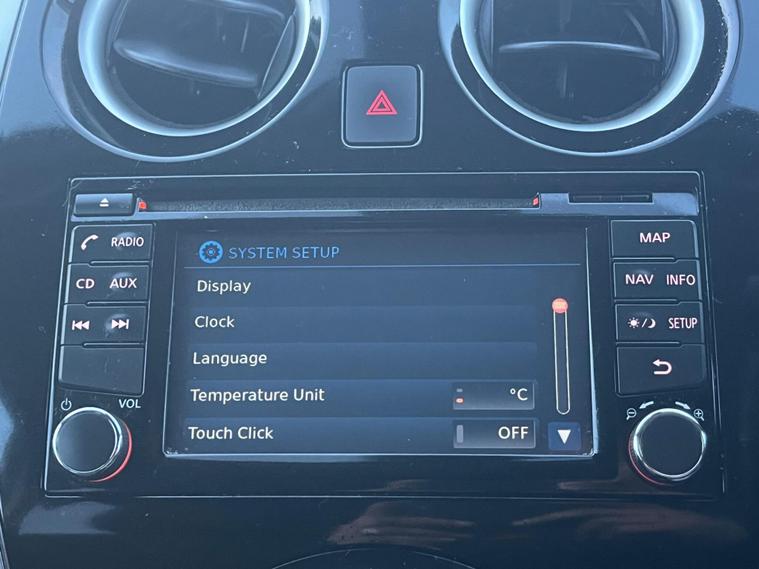 RADIO
CD AUX
VOL
SYSTEM SETUP
Display
Clock
Language
Temperature Unit °C
Touch Click OFF
MAP
NAV INFO
SETUP